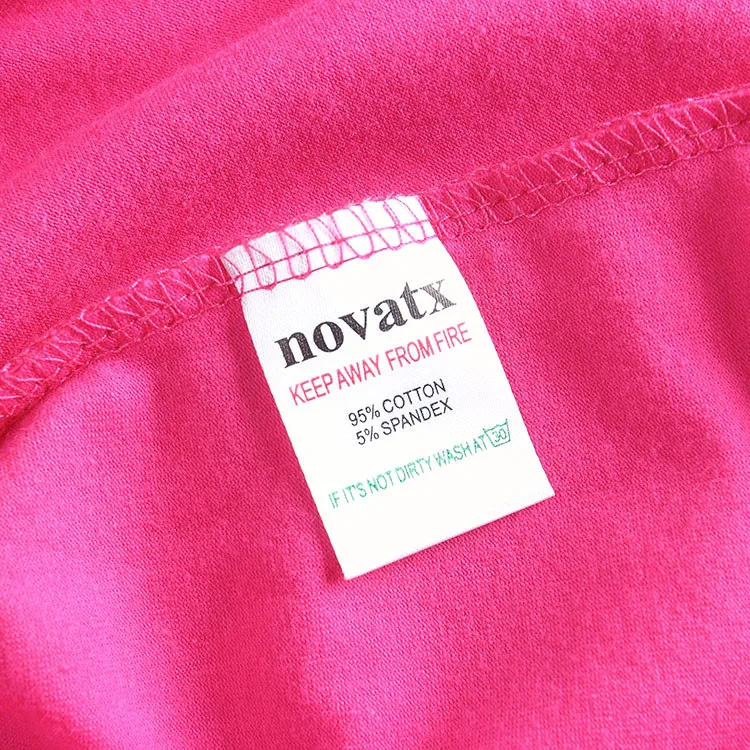 novatx
KEEP AWAY FROM FIRE
95% COTTON
5% SPANDEX
IF IT'S NOT DIRTY WASH AT 30